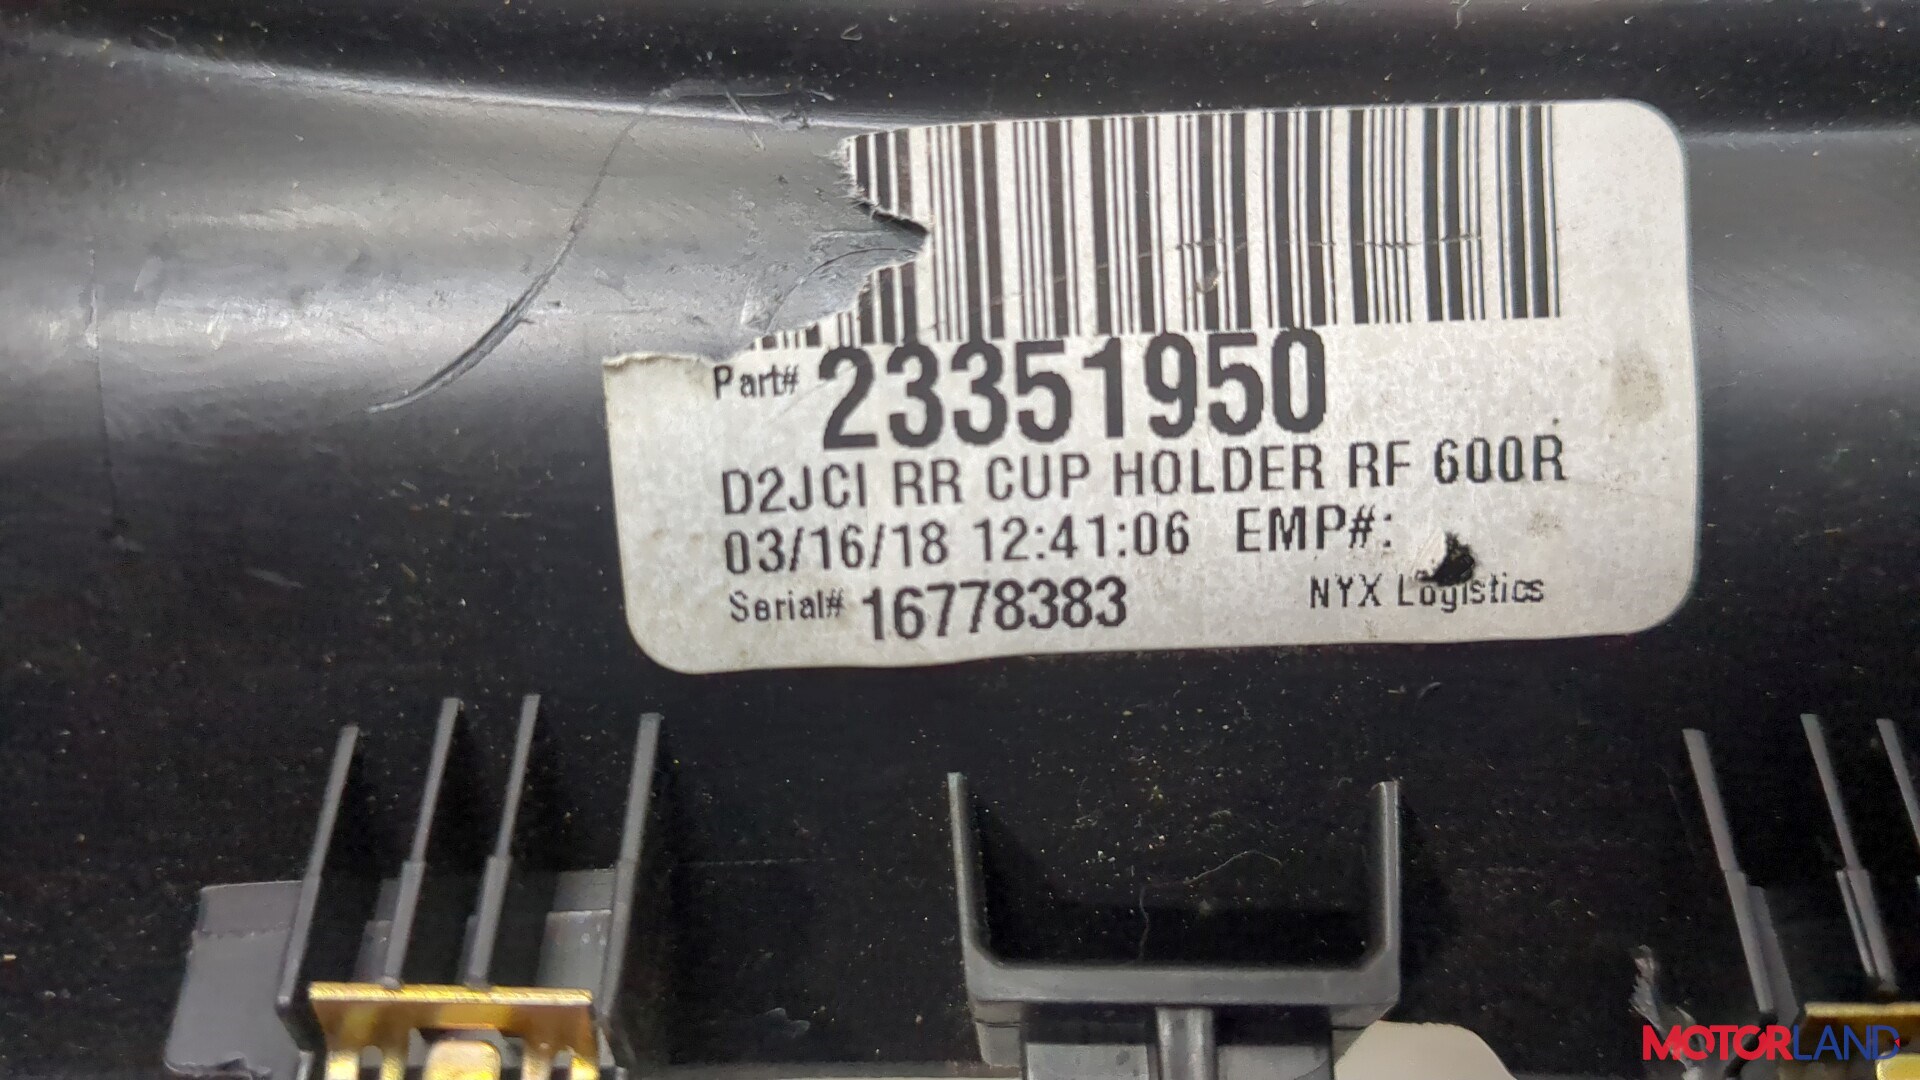 Part# 23351950
D2JCI RR CUP HOLDER RF 600R
03/16/18 12:41:06 EMP#:
Serial# 16778383 NYX Logistics
MOTORLAND